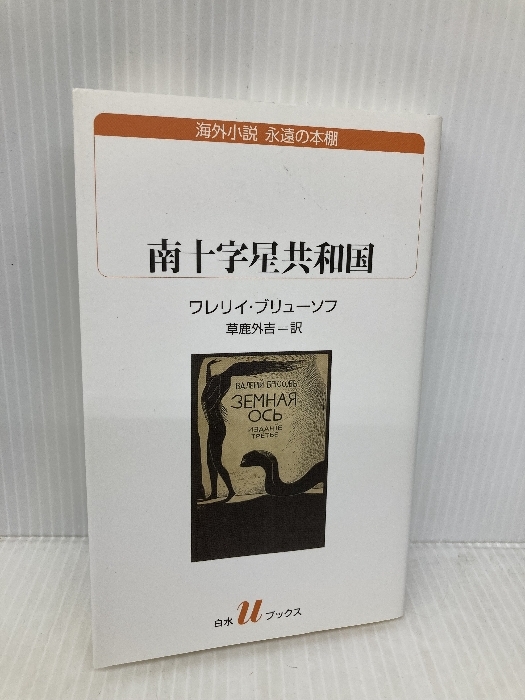 海外小説 永遠の本棚
南十字星共和国
ワレリイ・ブリューソフ
草鹿外吉＝訳
ВАЛЕРІЙ БРЮСОВЪ
ЗЕМНАЯ
ОСЬ
ИЗДАНІЕ
ТРЕТЬЕ
白水 u ブックス